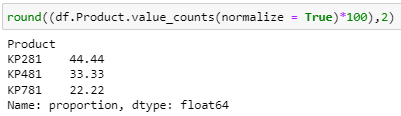 round((df.Product.value_counts(normalize = True)*100),2)
Product
KP281    44.44
KP481    33.33
KP781    22.22
Name: proportion, dtype: float64